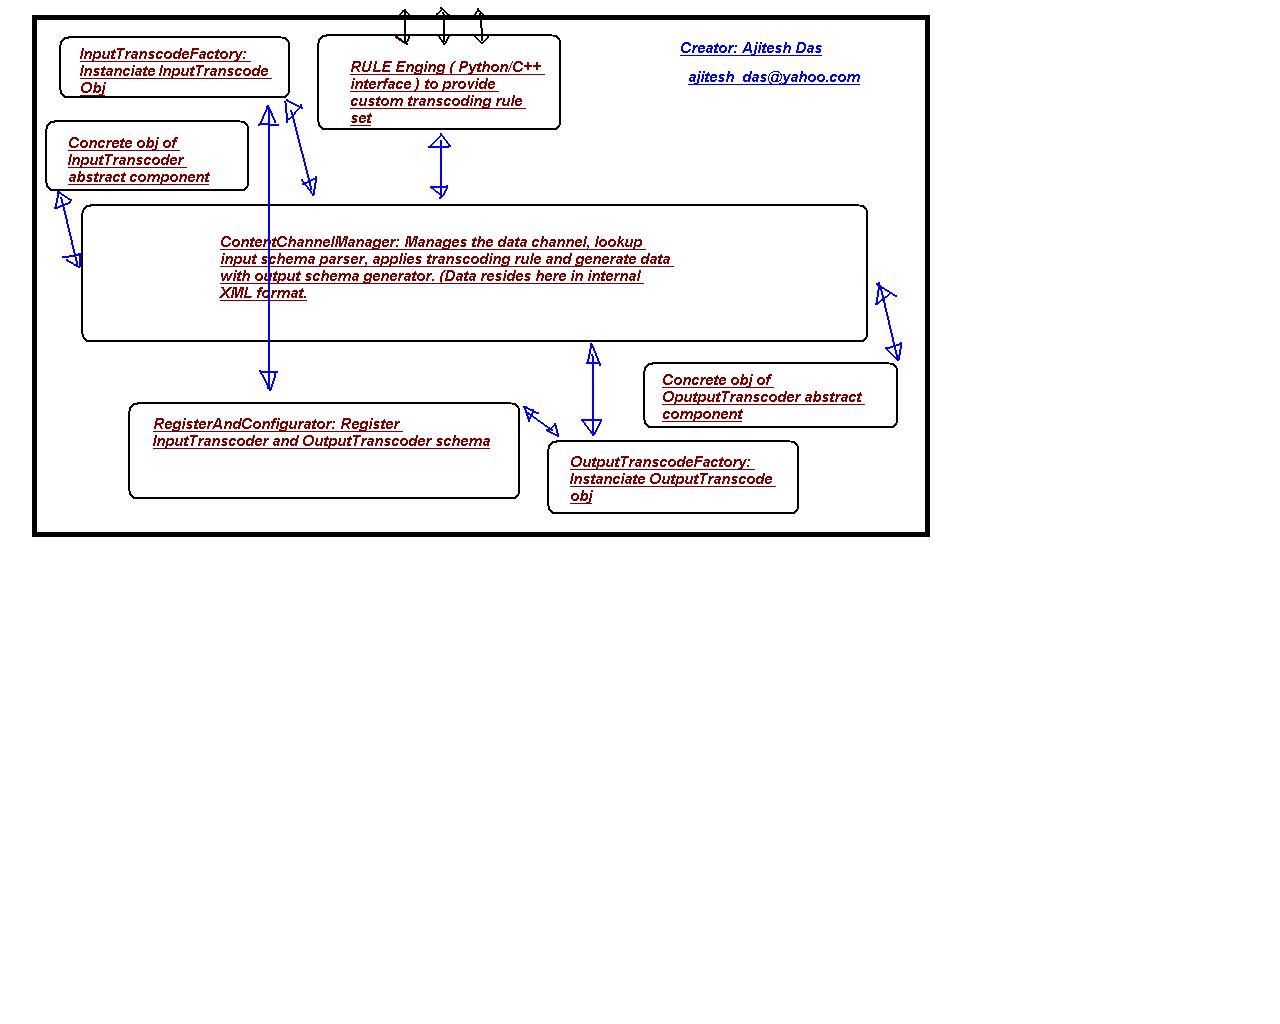 InputTranscodeFactory:
Instanciate InputTranscode
Obj
RULE Enging ( Python/C++
interface ) to provide
custom transcoding rule
set
Creator: Ajitesh Das
ajitesh_das@yahoo.com
Concrete obj of
InputTranscoder
abstract component
ContentChannelManager: Manages the data channel, lookup
input schema parser, applies transcoding rule and generate data
with output schema generator. (Data resides here in internal
XML format.
Concrete obj of
OputputTranscoder abstract
component
RegisterAndConfigurator: Register
InputTranscoder and OutputTranscoder schema
OutputTranscodeFactory:
Instanciate OutputTranscode
obj